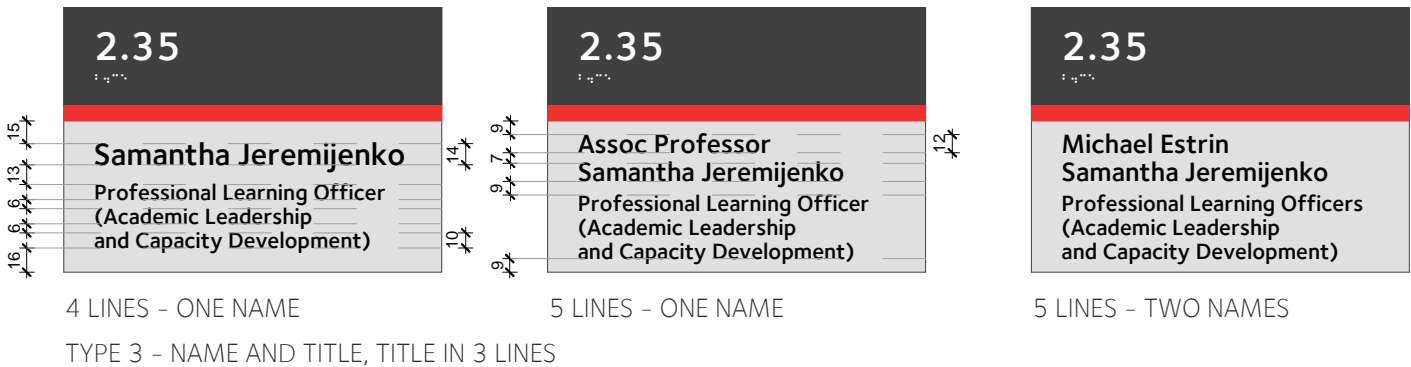 2.35
15
13
6
6
16
Samantha Jeremijenko
Professional Learning Officer
(Academic Leadership
and Capacity Development)
14
10
4 LINES – ONE NAME
2.35
9
7
9
9
Assoc Professor
Samantha Jeremijenko
Professional Learning Officer
(Academic Leadership
and Capacity Development)
12
5 LINES – ONE NAME
2.35
Michael Estrin
Samantha Jeremijenko
Professional Learning Officers
(Academic Leadership
and Capacity Development)
5 LINES – TWO NAMES
TYPE 3 – NAME AND TITLE, TITLE IN 3 LINES